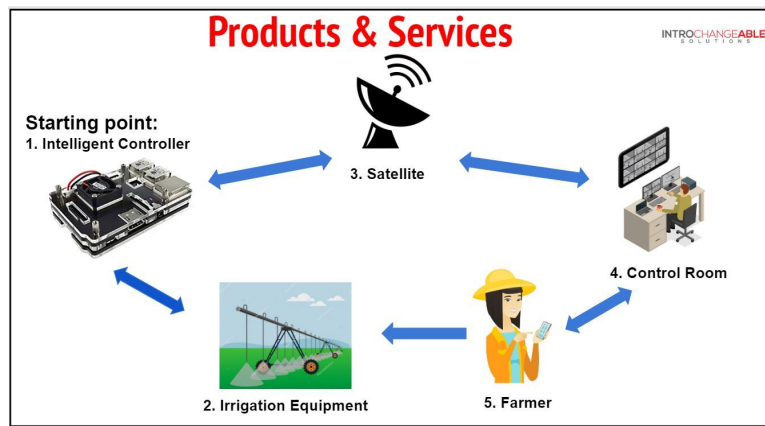 Products & Services
INTROCHANGEABLE
SOLUTIONS
Starting point:
1. Intelligent Controller
3. Satellite
4. Control Room
2. Irrigation Equipment
5. Farmer